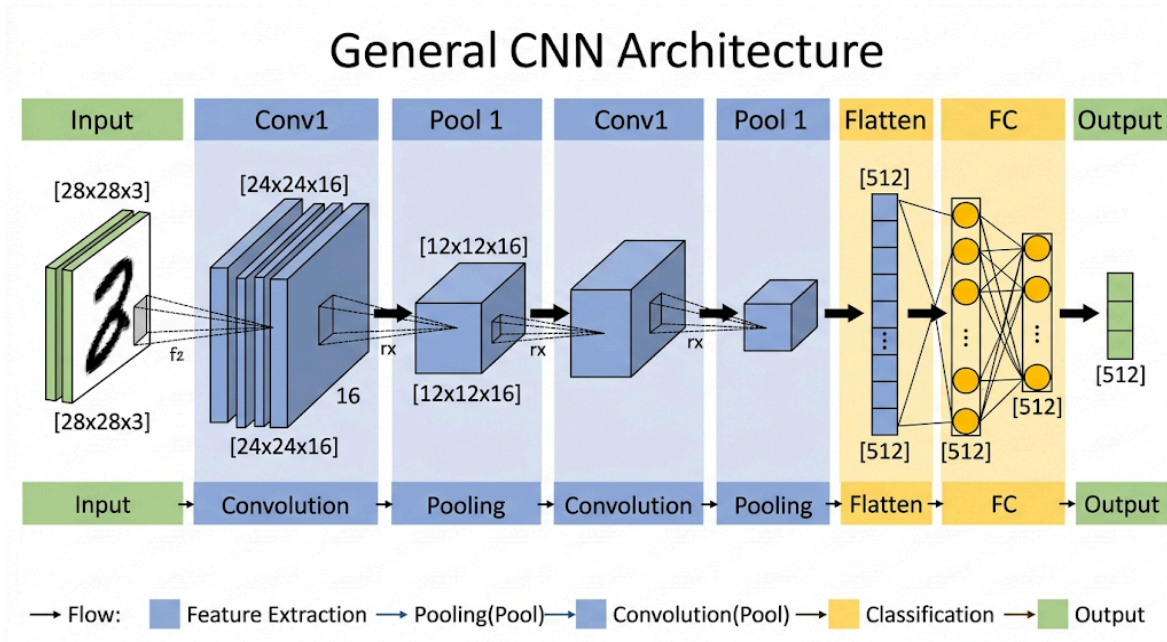 General CNN Architecture
Input Conv1 Pool 1 Conv1 Pool 1 Flatten FC Output
[28x28x3]
[24x24x16]
[12x12x16]
[512]
f2
rx
rx
rx
16
[28x28x3]
[24x24x16]
[12x12x16]
[512]
[512]
[512]
[512]
Input Convolution Pooling Convolution Pooling Flatten FC Output
Flow: Feature Extraction Pooling(Pool) Convolution(Pool) Classification Output